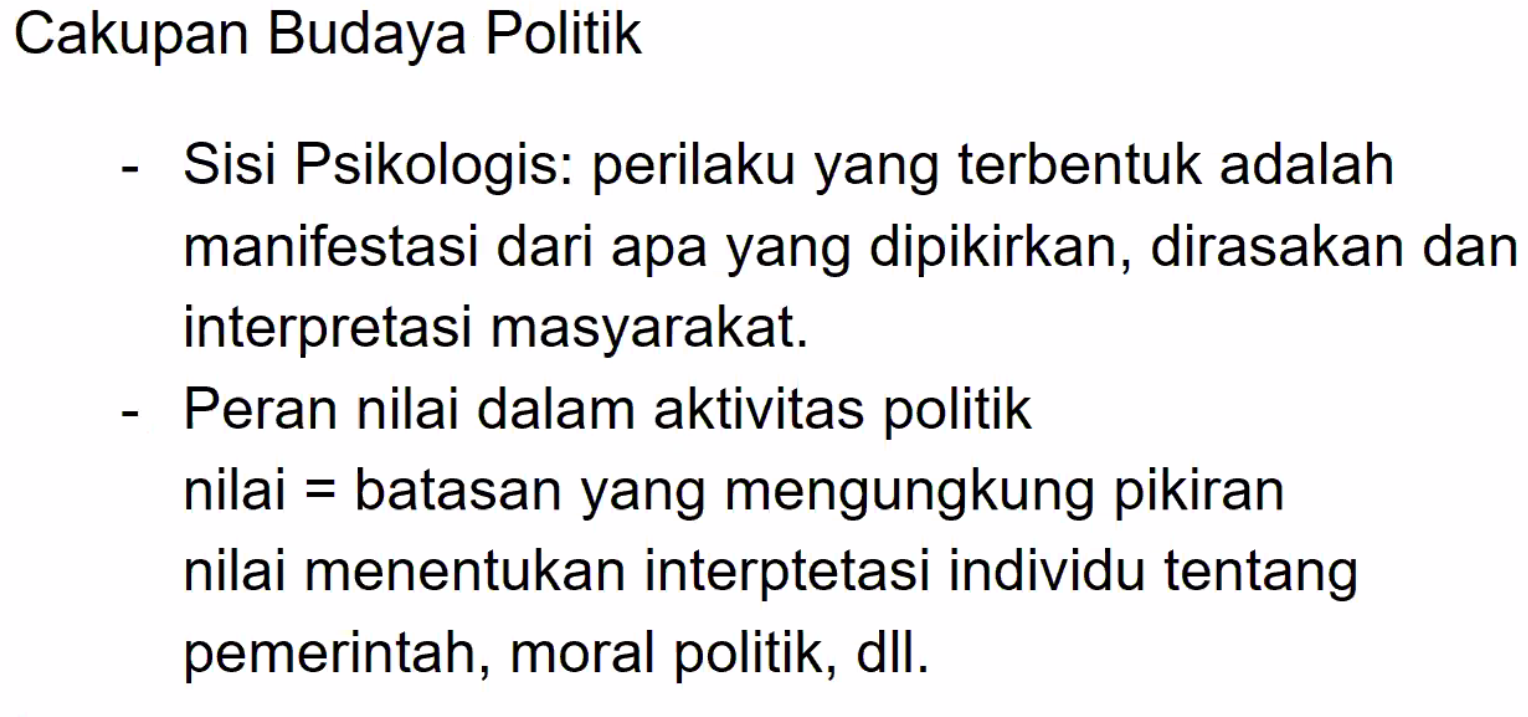 Cakupan Budaya Politik
- Sisi Psikologis: perilaku yang terbentuk adalah
manifestasi dari apa yang dipikirkan, dirasakan dan
interpretasi masyarakat.
- Peran nilai dalam aktivitas politik
nilai = batasan yang mengungkung pikiran
nilai menentukan interptetasi individu tentang
pemerintah, moral politik, dll.